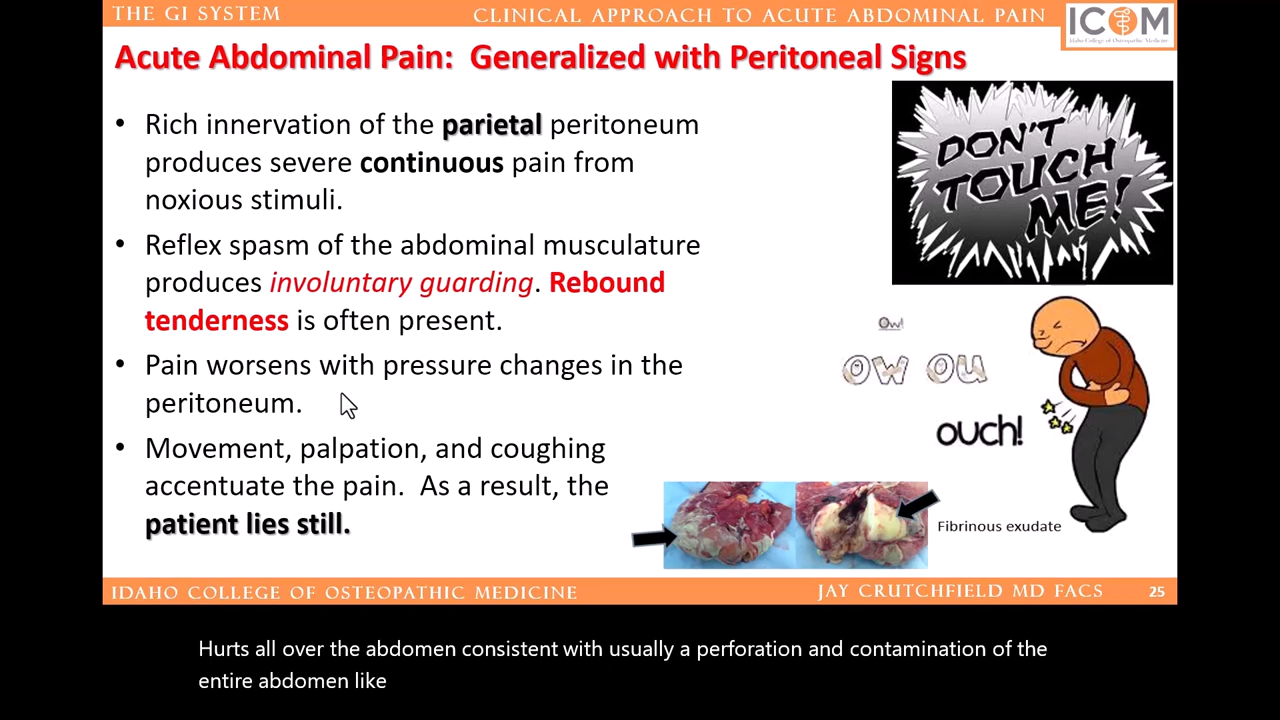 THE GI SYSTEM
CLINICAL APPROACH TO ACUTE ABDOMINAL PAIN
ICOM
Idaho College of Osteopathic Medicine
Acute Abdominal Pain: Generalized with Peritoneal Signs
• Rich innervation of the parietal peritoneum
produces severe continuous pain from
noxious stimuli.
• Reflex spasm of the abdominal musculature
produces involuntary guarding. Rebound
tenderness is often present.
• Pain worsens with pressure changes in the
peritoneum.
• Movement, palpation, and coughing
accentuate the pain. As a result, the
patient lies still.
DON'T
TOUCH
ME!
Ow!
OW OU
OUCH!
Fibrinous exudate
IDAHO COLLEGE OF OSTEOPATHIC MEDICINE
JAY CRUTCHFIELD MD FACS
25
Hurts all over the abdomen consistent with usually a perforation and contamination of the
entire abdomen like